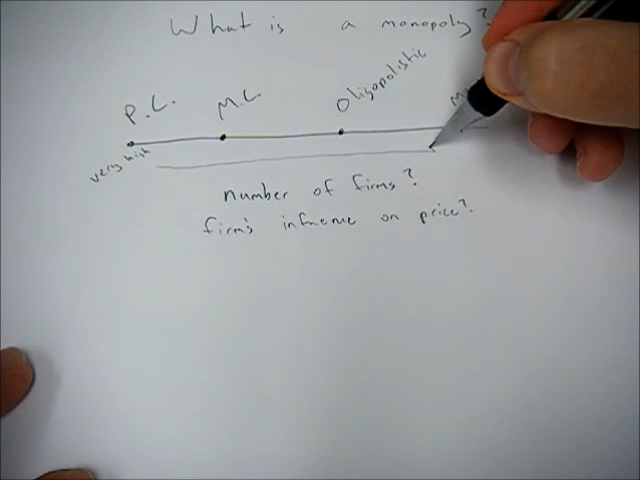 What is a monopoly?
P.C. M.C. Oligopolistic
very high
number of firms?
firm's influence on price?